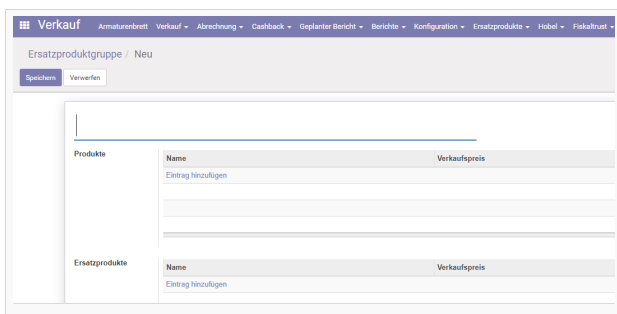 Verkauf Armaturenbrett Verkauf Abrechnung Cashback Geplanter Bericht Berichte Konfiguration Ersatzprodukte Hobel Fiskaltrust
Ersatzproduktgruppe / Neu
Speichern Verwerfen
Produkte
Name Verkaufspreis
Eintrag hinzufügen
Ersatzprodukte
Name Verkaufspreis
Eintrag hinzufügen